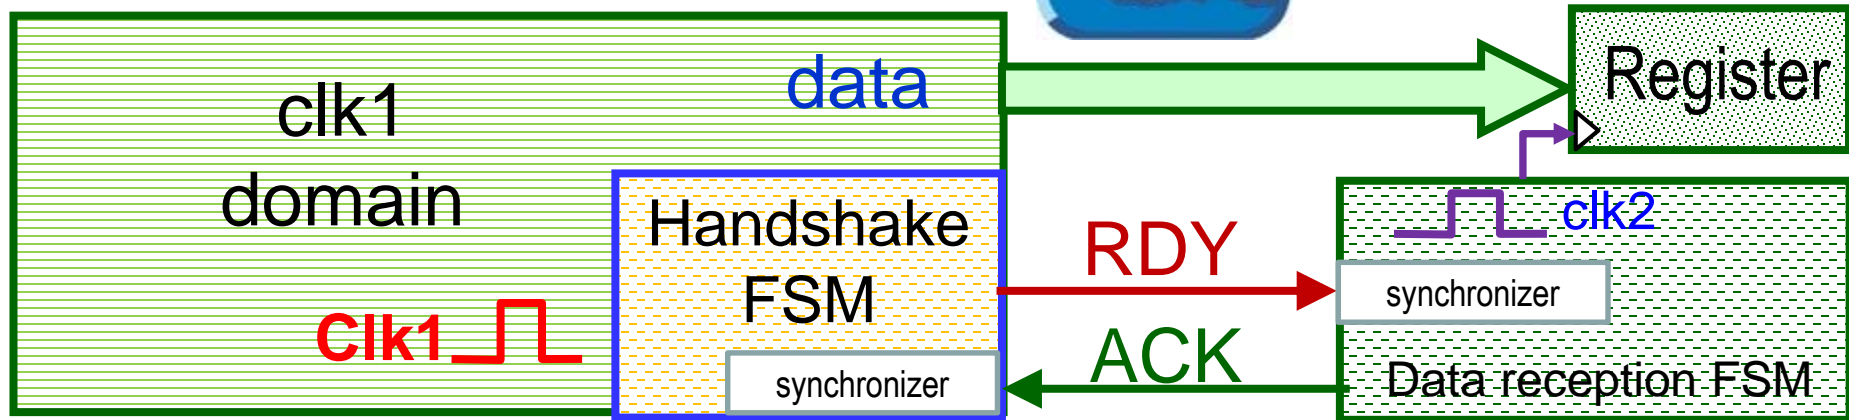 clk1
domain
data
Register
Handshake
FSM
RDY
clk2
synchronizer
Clk1
synchronizer
ACK
Data reception FSM